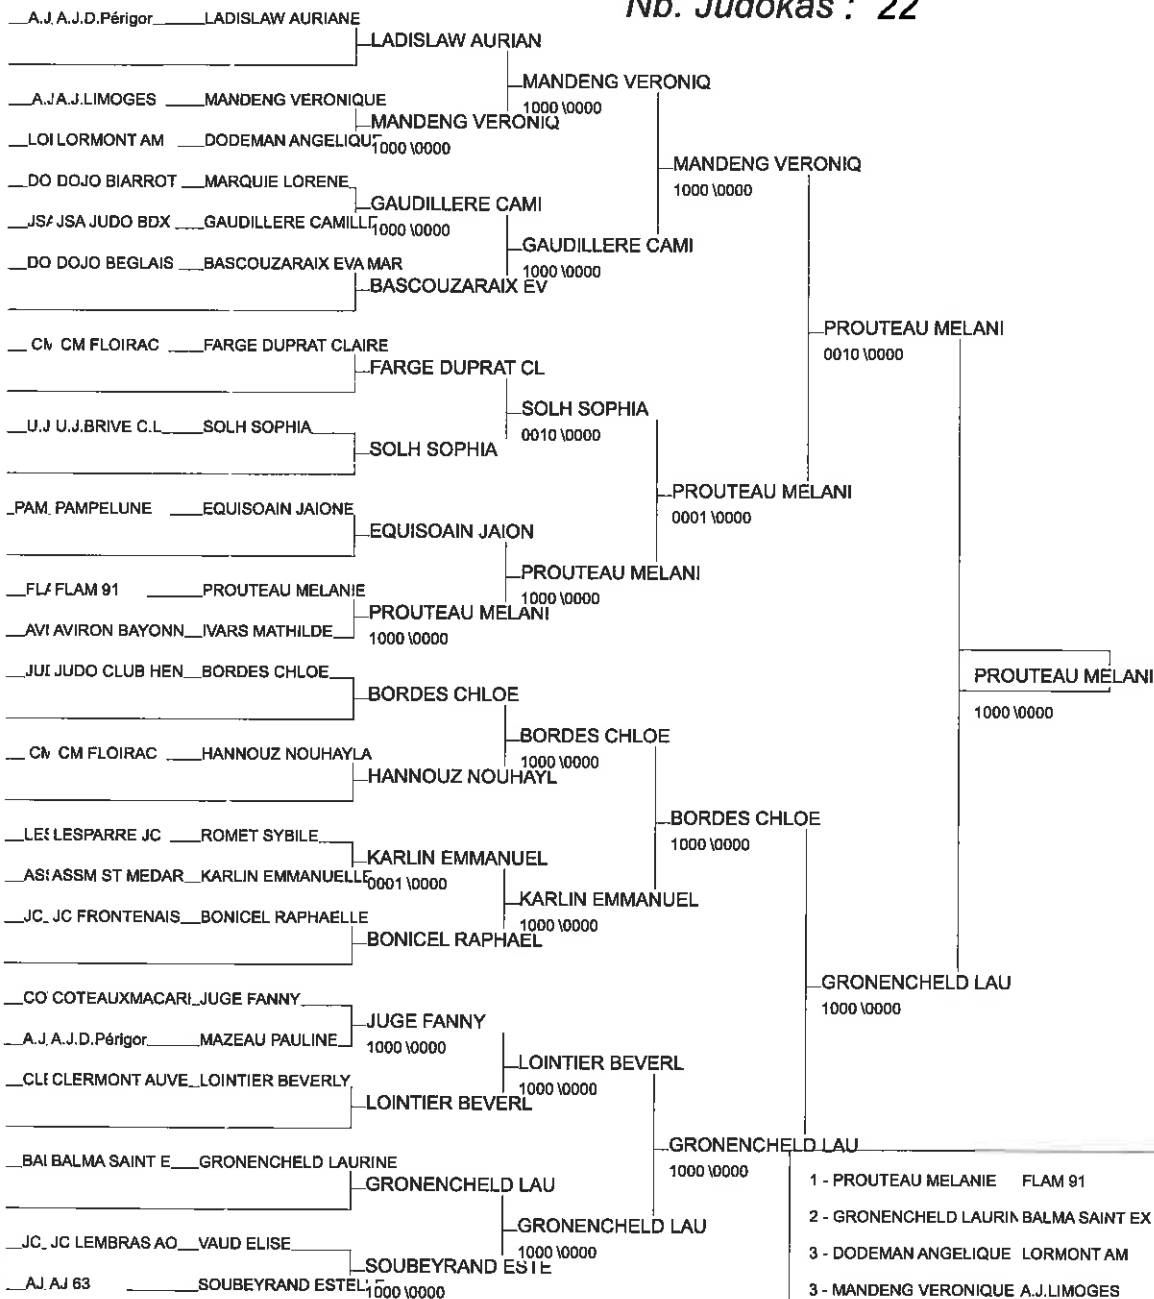 Nb. Judokas : 22
A.J A.J.D.Périgor LADISLAW AURIANE
LADISLAW AURIAN
MANDENG VERONIQ
1000 \0000
A.J A.J.LIMOGES MANDENG VERONIQUE
MANDENG VERONIQ
1000 \0000
LOI LORMONT AM DODEMAN ANGELIQUE
MANDENG VERONIQ
1000 \0000
DO DOJO BIARROT MARQUIE LORENE
GAUDILLERE CAMI
1000 \0000
JSA JSA JUDO BDX GAUDILLERE CAMILLE
GAUDILLERE CAMI
1000 \0000
DO DOJO BEGLAIS BASCOUZARAIX EVA MAR
BASCOUZARAIX EV
PROUTEAU MELANI
0010 \0000
CM CM FLOIRAC FARGE DUPRAT CLAIRE
FARGE DUPRAT CL
SOLH SOPHIA
0010 \0000
U.J U.J.BRIVE C.L SOLH SOPHIA
SOLH SOPHIA
PROUTEAU MELANI
0001 \0000
PAM PAMPELUNE EQUISOAIN JAIONE
EQUISOAIN JAION
PROUTEAU MELANI
1000 \0000
FLA FLAM 91 PROUTEAU MELANIE
PROUTEAU MELANI
1000 \0000
AVI AVIRON BAYONN IVARS MATHILDE
JUI JUDO CLUB HEN BORDES CHLOE
PROUTEAU MELANI
1000 \0000
BORDES CHLOE
BORDES CHLOE
1000 \0000
CM CM FLOIRAC HANNOUZ NOUHAYLA
HANNOUZ NOUHAYL
BORDES CHLOE
1000 \0000
LES LESPARRE JC ROMET SYBILE
KARLIN EMMANUEL
0001 \0000
ASS ASSM ST MEDAR KARLIN EMMANUELLE
KARLIN EMMANUEL
1000 \0000
JC JC FRONTENAIS BONICEL RAPHAELLE
BONICEL RAPHAEL
GRONENCHELD LAU
1000 \0000
CO COTEAUXMACARI JUGE FANNY
JUGE FANNY
1000 \0000
A.J A.J.D.Périgor MAZEAU PAULINE
LOINTIER BEVERL
1000 \0000
CLE CLERMONT AUVE LOINTIER BEVERLY
LOINTIER BEVERL
GRONENCHELD LAU
1000 \0000
BAL BALMA SAINT E GRONENCHELD LAURINE
GRONENCHELD LAU
GRONENCHELD LAU
1000 \0000
JC JC LEMBRAS AO VAUD ELISE
SOUBEYRAND ESTE
1000 \0000
AJ AJ 63 SOUBEYRAND ESTELLE
1 - PROUTEAU MELANIE FLAM 91
2 - GRONENCHELD LAURIN BALMA SAINT EX
3 - DODEMAN ANGELIQUE LORMONT AM
3 - MANDENG VERONIQUE A.J.LIMOGES